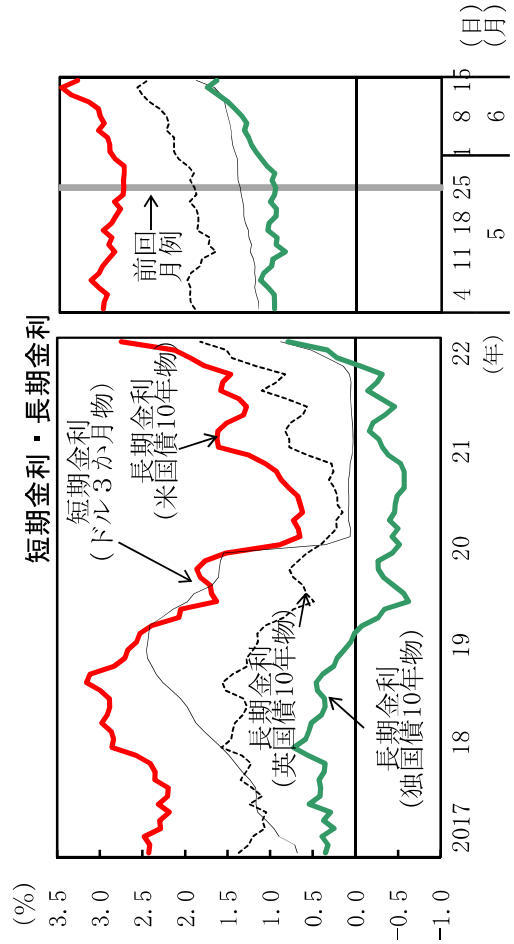 短期金利・長期金利
(%)
3.5
3.0
2.5
2.0
1.5
1.0
0.5
0.0
-0.5
-1.0
短期金利
(ドル３か月物)
長期金利
(米国債10年物)
長期金利
(英国債10年物)
長期金利
(独国債10年物)
2017
18
19
20
21
22
(年)
前回
月例
4
11
18
25
1
8
15
(日)
5
6
(月)